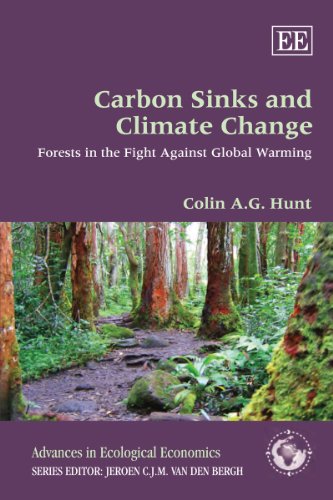 EE
Carbon Sinks and
Climate Change
Forests in the Fight Against Global Warming
Colin A.G. Hunt
Advances in Ecological Economics
SERIES EDITOR: JEROEN C.J.M. VAN DEN BERGH